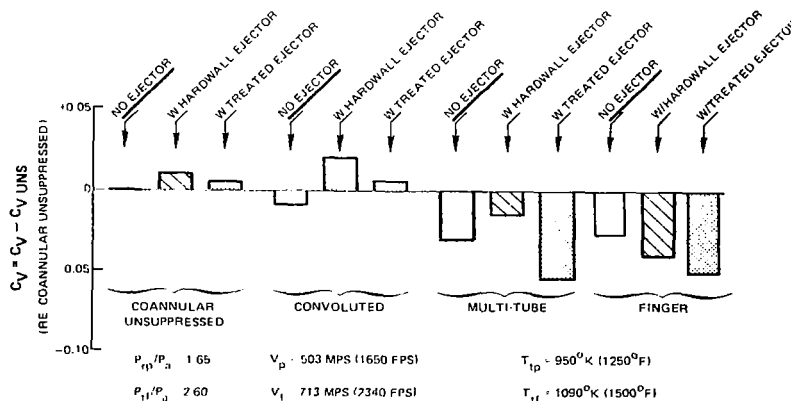 NO EJECTOR
W HARDWALL EJECTOR
W TREATED EJECTOR
NO EJECTOR
W HARDWALL EJECTOR
W TREATED EJECTOR
NO EJECTOR
W HARDWALL EJECTOR
W TREATED EJECTOR
NO EJECTOR
W/HARDWALL EJECTOR
W/TREATED EJECTOR
C_V = C_V - C_V UNS
(RE COANNULAR UNSUPPRESSED)
+0.05
0
0.05
-0.10
COANNULAR
UNSUPPRESSED
CONVOLUTED
MULTI-TUBE
FINGER
P_rp/P_a 1.65 V_p - 503 MPS (1650 FPS) T_tp = 950°K (1250°F)
2.60 713 MPS (2340 FPS) T_tf = 1090°K (1500°F)